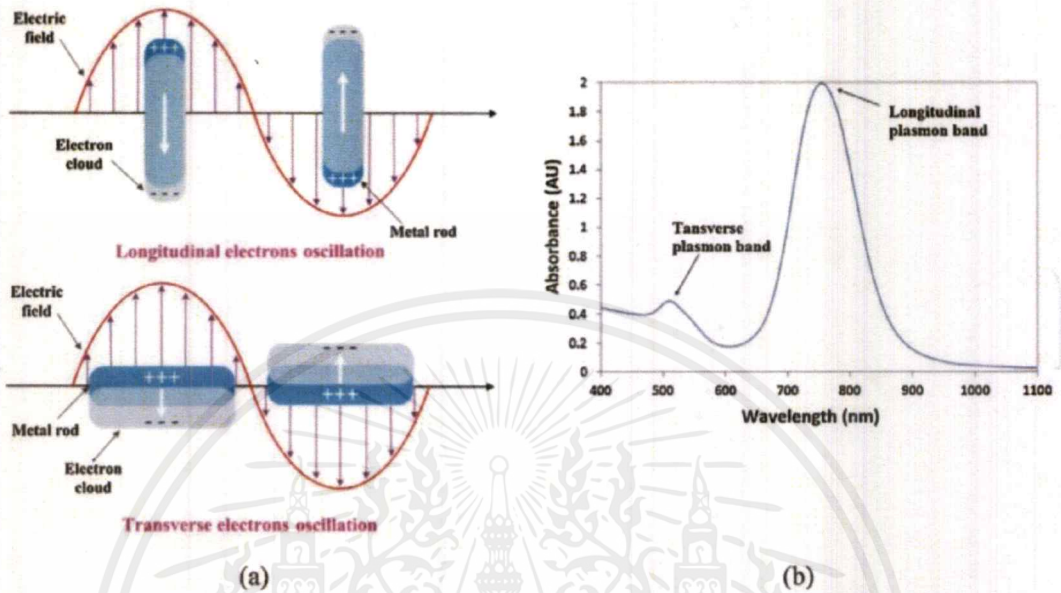 Electric
field
+++
- - -
Electron
cloud
- - -
+++
Metal rod
Longitudinal electrons oscillation
Electric
field
+++
- - -
Metal rod
Electron
cloud
- - -
+++
Transverse electrons oscillation
(a)
Absorbance (AU)
2
1.8
1.6
1.4
1.2
1
0.8
0.6
0.4
0.2
0
400 500 600 700 800 900 1000 1100
Wavelength (nm)
Longitudinal
plasmon band
Tansverse
plasmon band
(b)